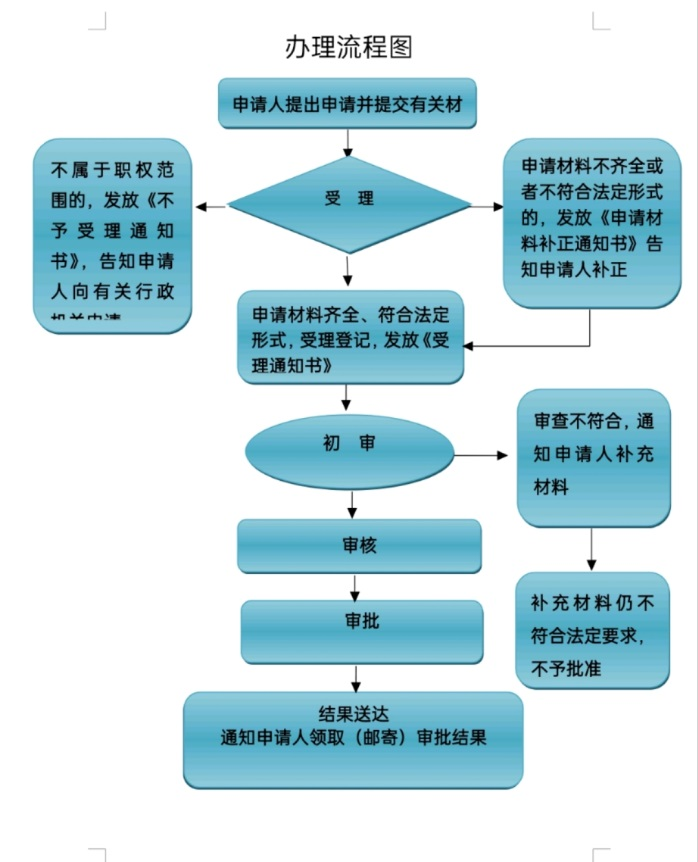 办理流程图
申请人提出申请并提交有关材
不属于职权范
围的，发放《不
予受理通知
书》，告知申请
人向有关行政
机关申请
受 理
申请材料不齐全或
者不符合法定形式
的，发放《申请材
料补正通知书》告
知申请人补正
申请材料齐全、符合法定
形式，受理登记，发放《受
理通知书》
初 审
审查不符合，通
知申请人补充
材料
审核
审批
补充材料仍不
符合法定要求，
不予批准
结果送达
通知申请人领取（邮寄）审批结果